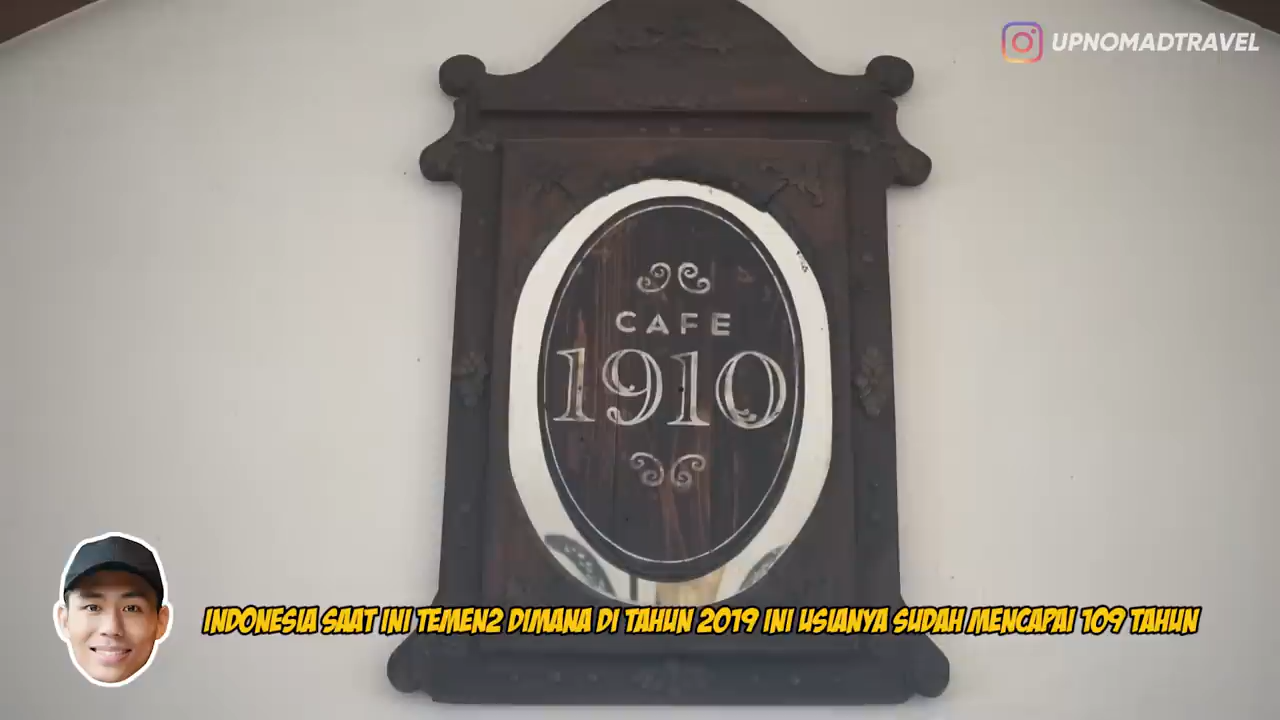 UPNOMADTRAVEL
CAFE
1910
INDONESIA SAAT INI TEMEN2 DIMANA DI TAHUN 2019 INI USIANYA SUDAH MENCAPAI 109 TAHUN